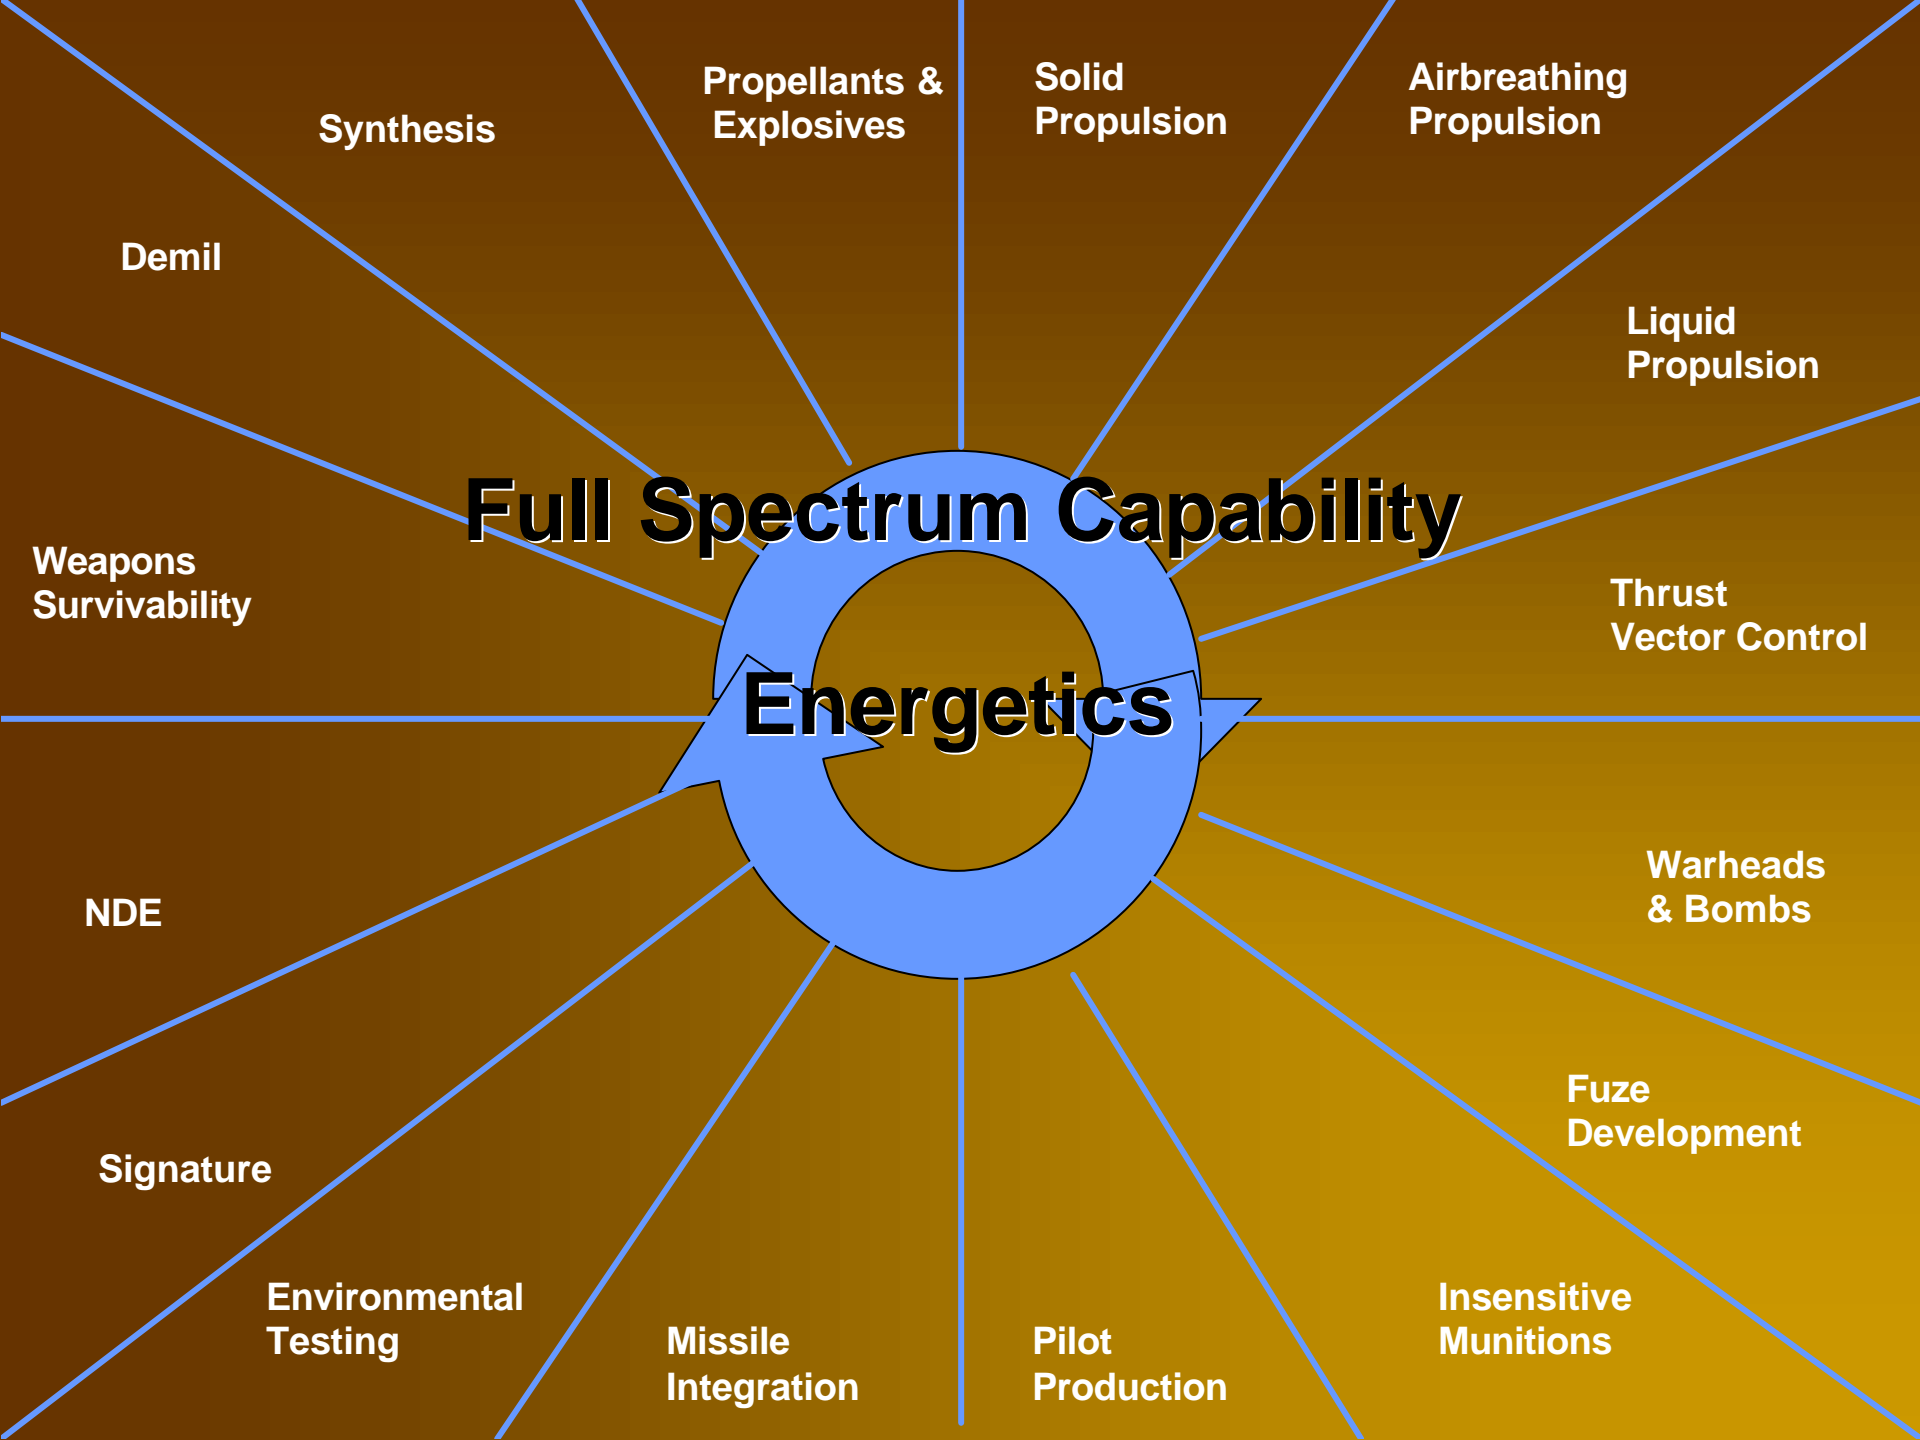 Propellants &
Explosives
Solid
Propulsion
Airbreathing
Propulsion
Synthesis
Demil
Liquid
Propulsion
Full Spectrum Capability
Weapons
Survivability
Thrust
Vector Control
Energetics
Warheads
& Bombs
NDE
Fuze
Development
Signature
Environmental
Testing
Missile
Integration
Pilot
Production
Insensitive
Munitions